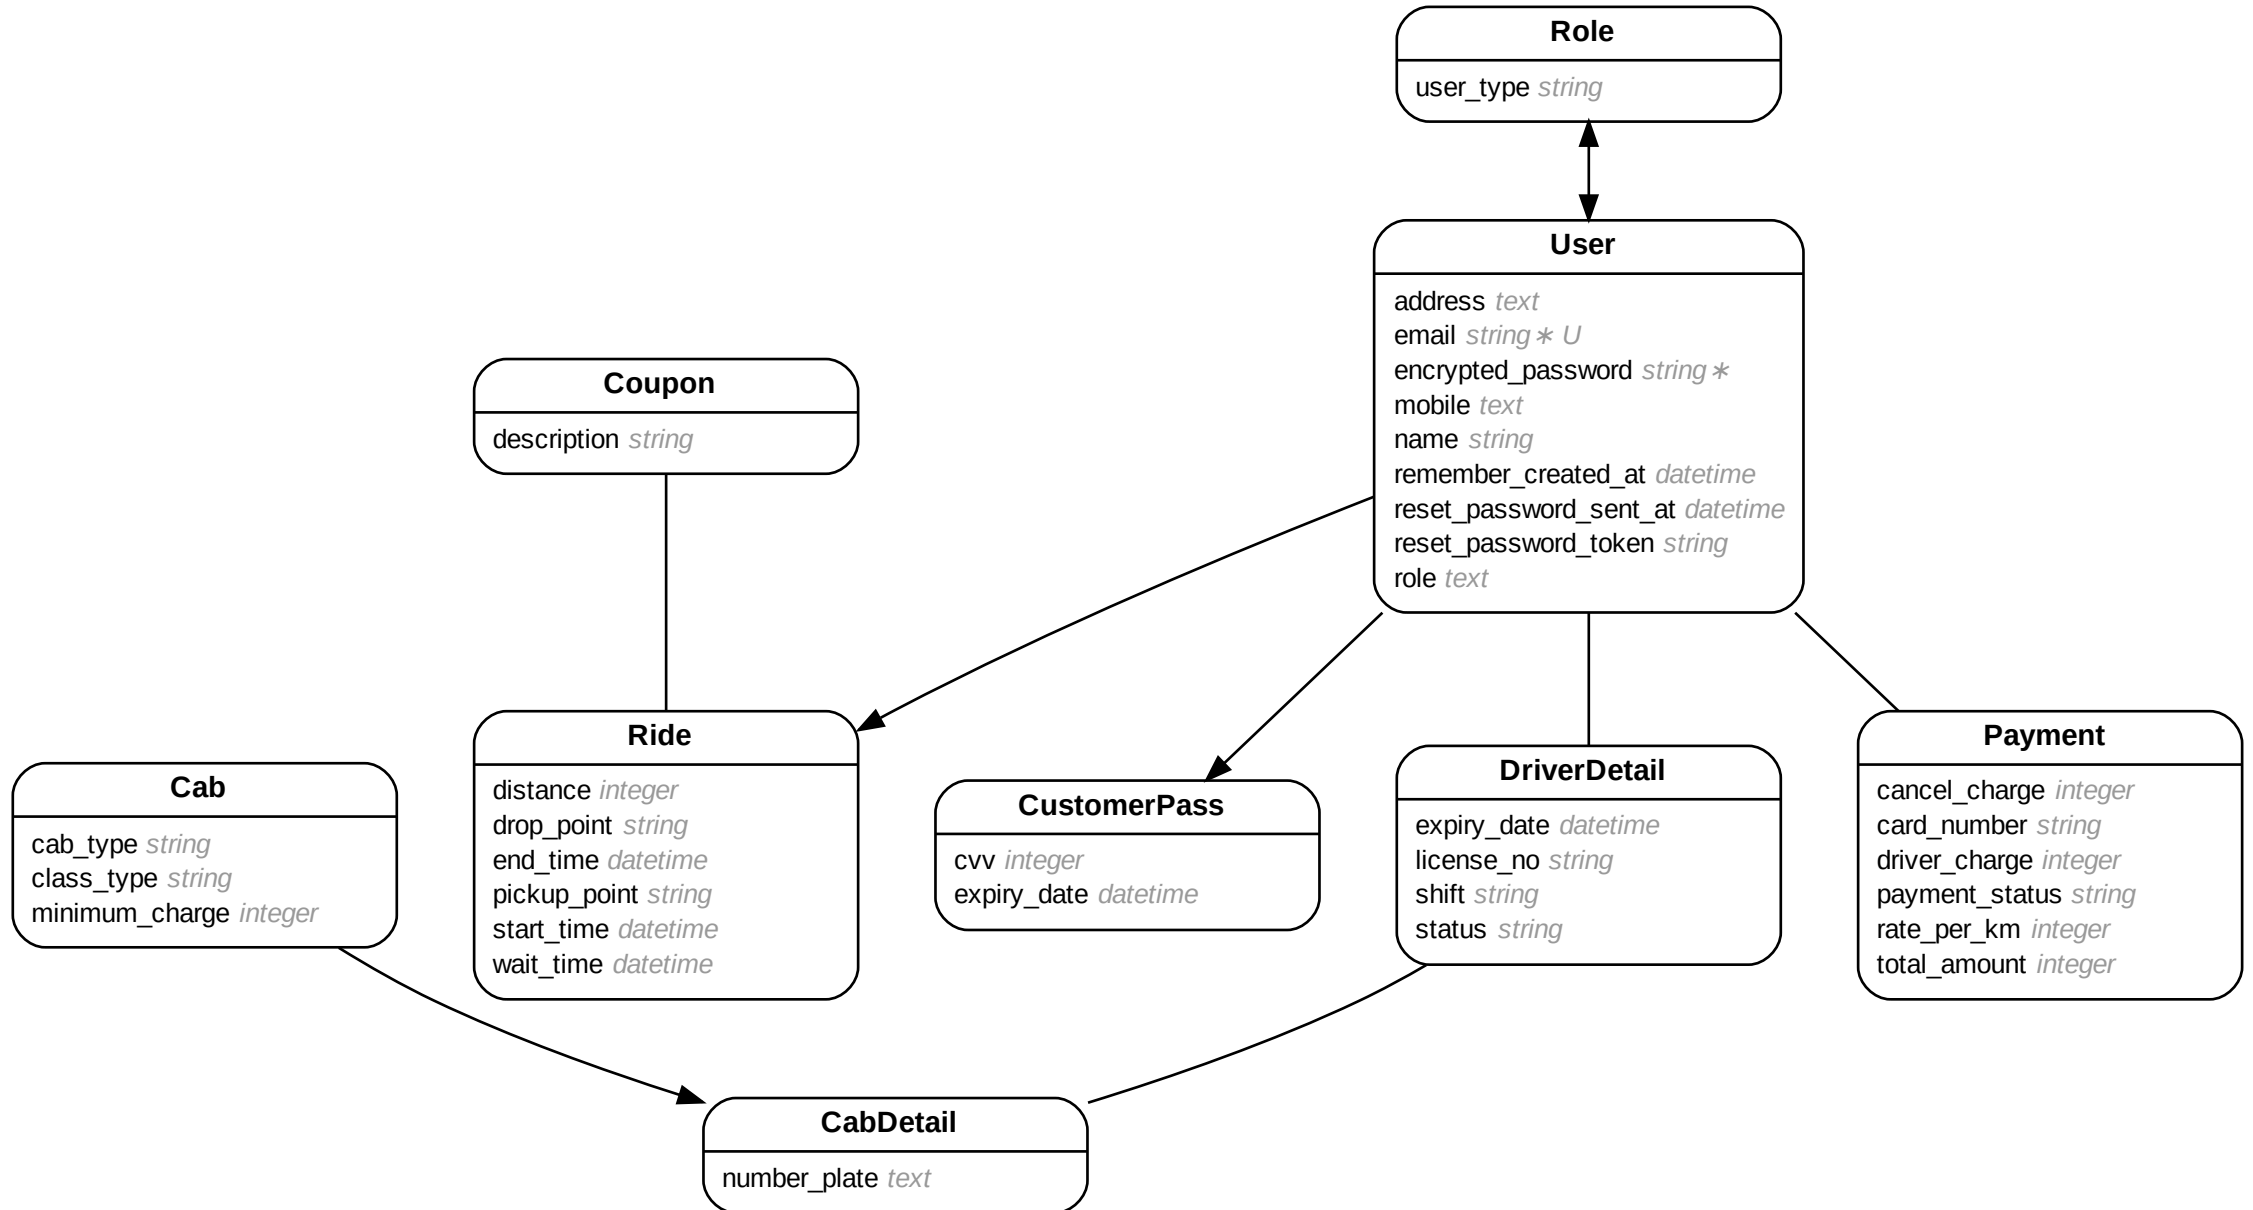 Role
user_type string
User
address text
email string∗ U
encrypted_password string∗
mobile text
name string
remember_created_at datetime
reset_password_sent_at datetime
reset_password_token string
role text
Coupon
description string
Ride
distance integer
drop_point string
end_time datetime
pickup_point string
start_time datetime
wait_time datetime
Cab
cab_type string
class_type string
minimum_charge integer
CustomerPass
cvv integer
expiry_date datetime
DriverDetail
expiry_date datetime
license_no string
shift string
status string
Payment
cancel_charge integer
card_number string
driver_charge integer
payment_status string
rate_per_km integer
total_amount integer
CabDetail
number_plate text